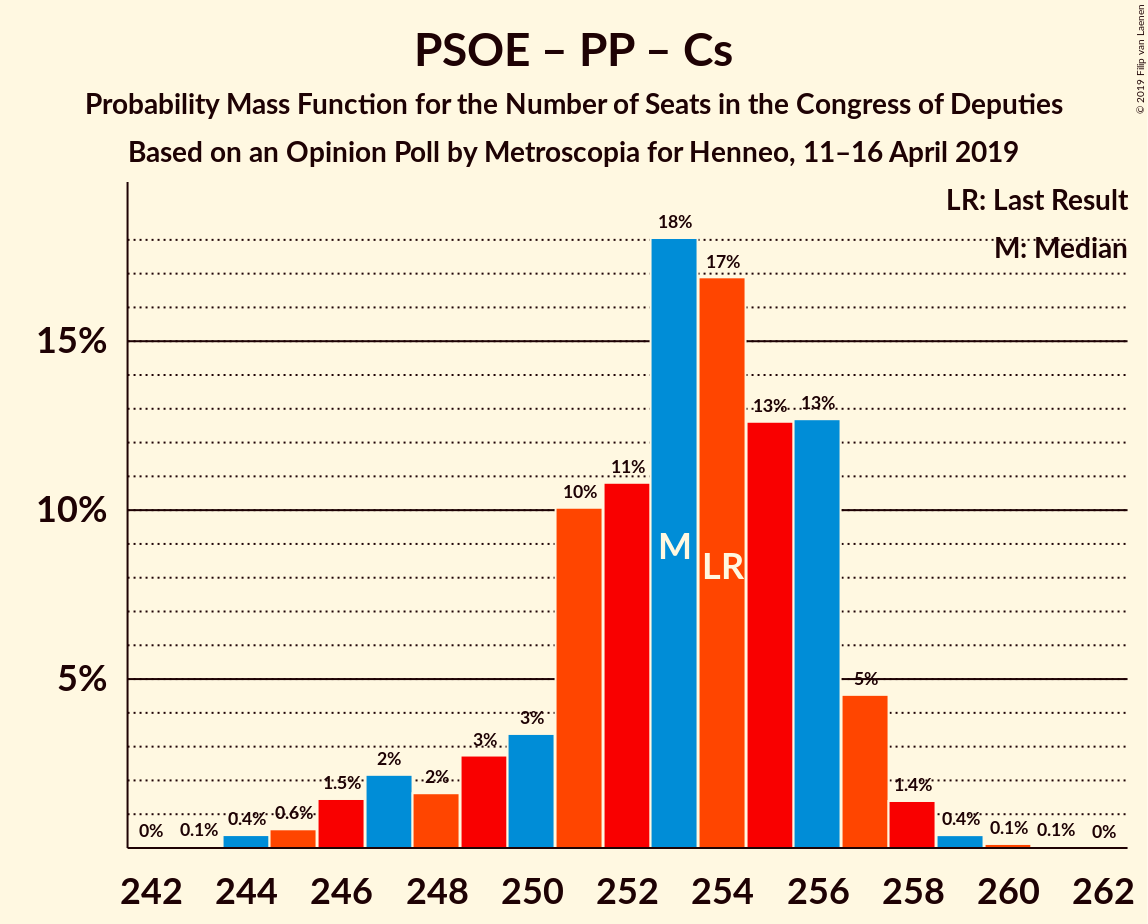 PSOE – PP – Cs
Probability Mass Function for the Number of Seats in the Congress of Deputies
Based on an Opinion Poll by Metroscopia for Henneo, 11–16 April 2019
© 2019 Filip van Laenen
LR: Last Result
M: Median
18%
17%
15%
13% 13%
11%
10%
10%
M
LR
5%
5%
3%
3%
2%
2%
1.5%
1.4%
0.6%
0.4%
0.4%
0% 0.1%
0.1% 0.1% 0%
242 244 246 248 250 252 254 256 258 260 262